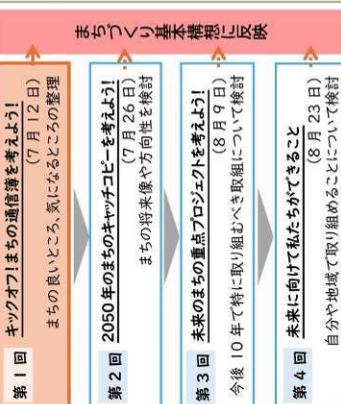 第1回 キックオフ!まちの通信簿を考えよう!
(7月12日)
まちの良いところ、気になるところの整理
第2回 2050年のまちのキャッチコピーを考えよう!
(7月26日)
まちの将来像や方向性を検討
第3回 未来のまちの重点プロジェクトを考えよう!
(8月9日)
今後10年で特に取り組むべき取組について検討
第4回 未来に向けて私たちができること
(8月23日)
自分や地域で取り組めることについて検討
まちづくり基本構想に反映